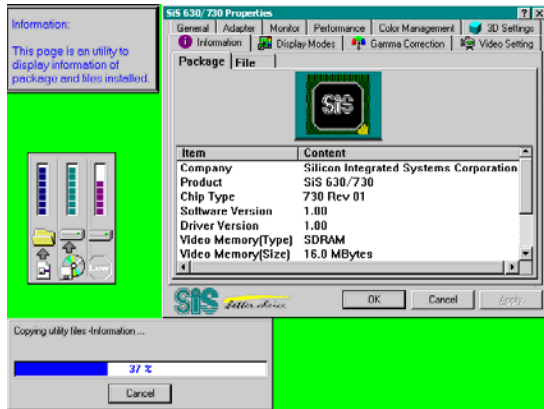 Information:
This page is an utility to
display information of
package and files installed.
SiS 630/730 Properties
General Adapter Monitor Performance Color Management 3D Settings
Information Display Modes Gamma Correction Video Setting
Package File
SiS
Item Content
Company Silicon Integrated Systems Corporation
Product SiS 630/730
Chip Type 730 Rev 01
Software Version 1.00
Driver Version 1.00
Video Memory(Type) SDRAM
Video Memory(Size) 16.0 MBytes
Low
SiS Better choice
OK Cancel Apply
Copying utility files -Information ...
37 %
Cancel